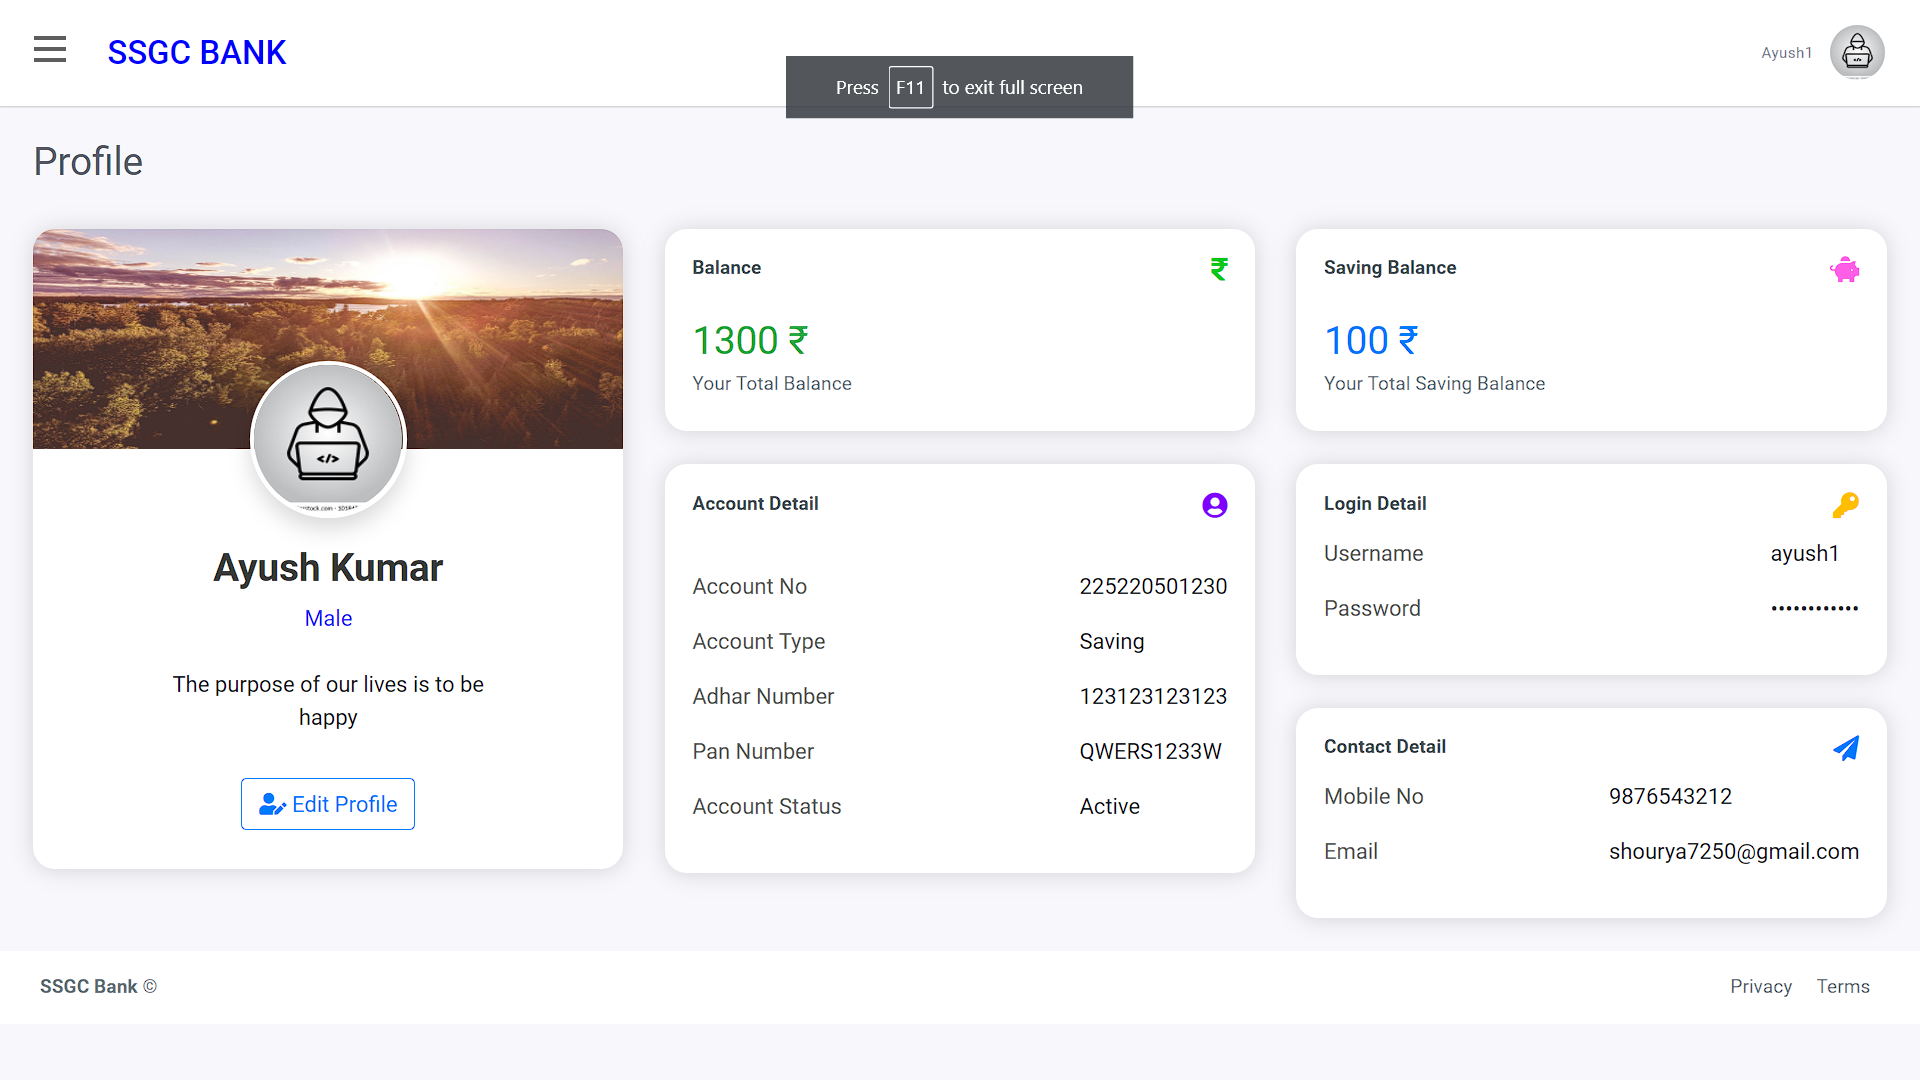 SSGC BANK
Ayush1
Press F11 to exit full screen
Profile
</>
Ayush Kumar
Male
The purpose of our lives is to be
happy
Edit Profile
Balance
₹
1300 ₹
Your Total Balance
Saving Balance
100 ₹
Your Total Saving Balance
Account Detail
Account No 225220501230
Account Type Saving
Adhar Number 123123123123
Pan Number QWERS1233W
Account Status Active
Login Detail
Username ayush1
Password ••••••••••••
Contact Detail
Mobile No 9876543212
Email shourya7250@gmail.com
SSGC Bank ©
Privacy Terms